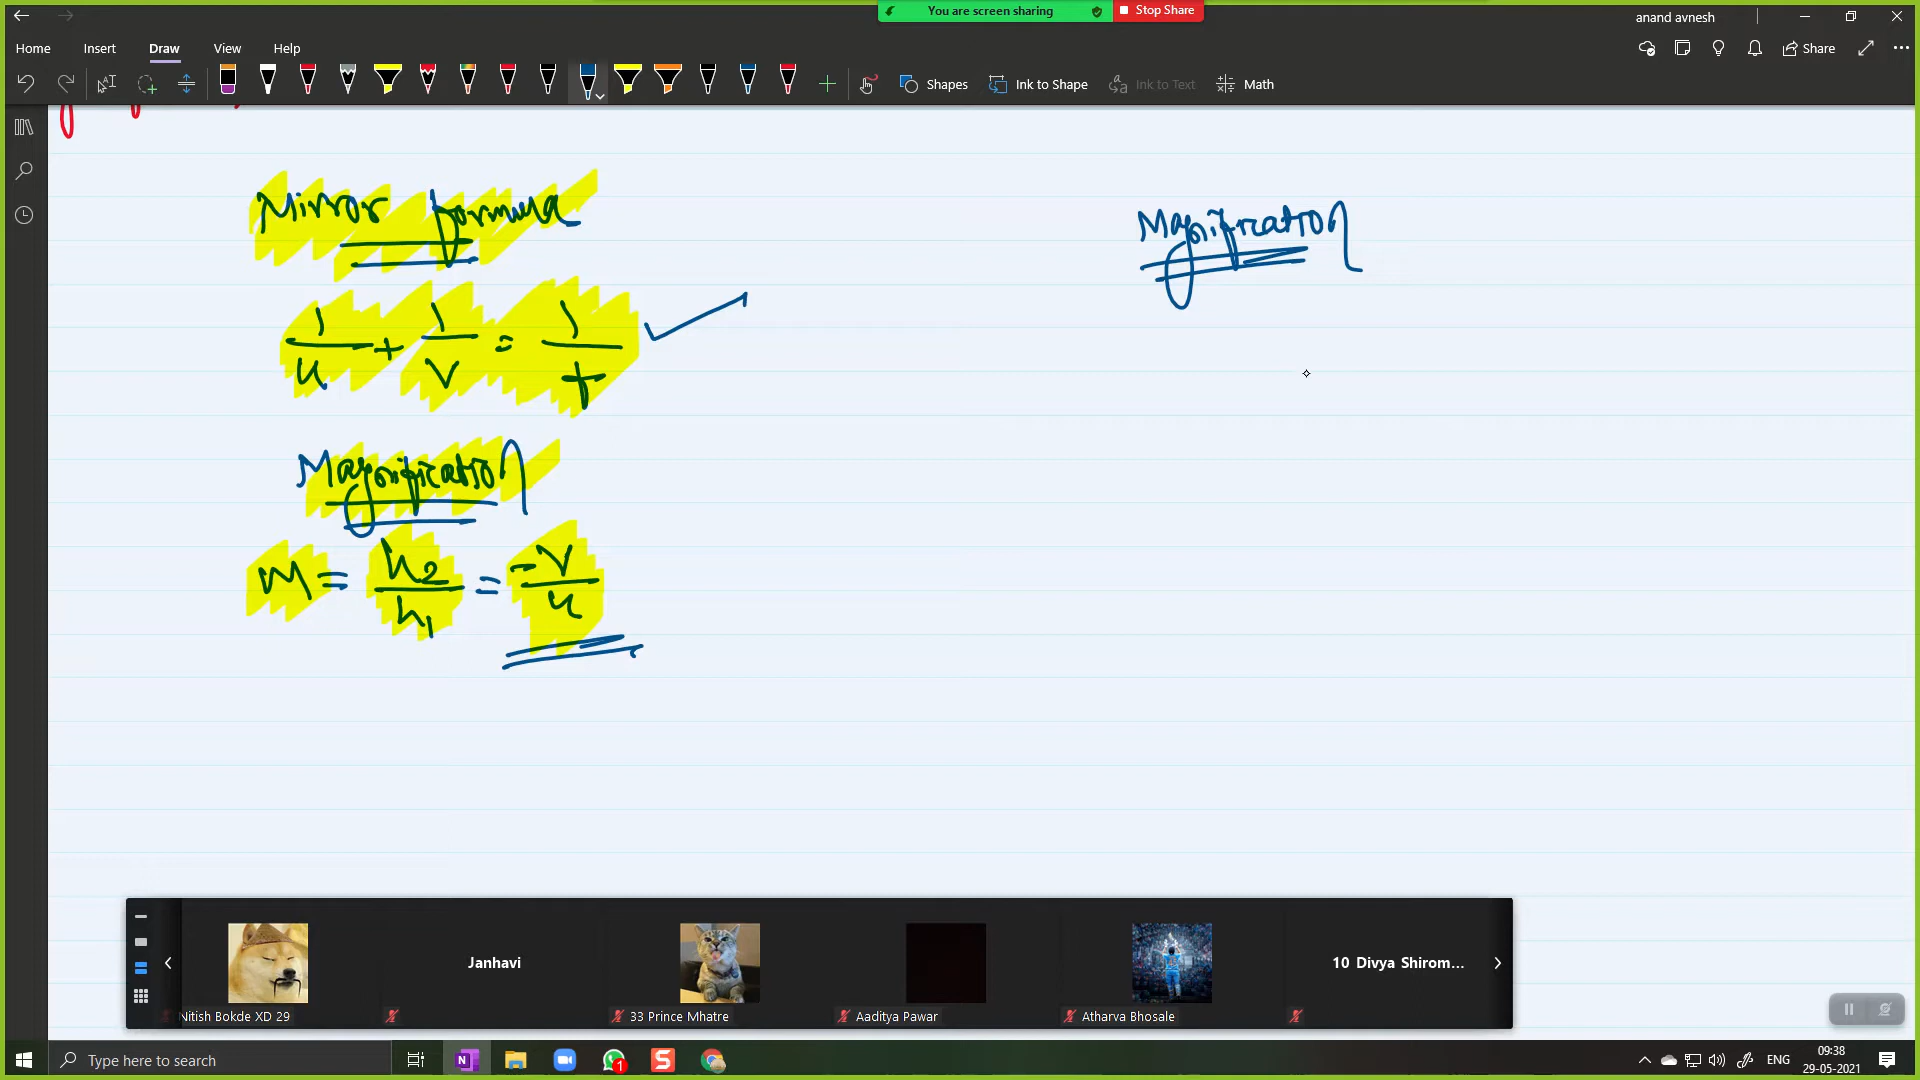 You are screen sharing
Stop Share
anand avnesh
Home Insert Draw View Help
Share
Shapes Ink to Shape Ink to Text Math
Mirror formula
1/u + 1/v = 1/f
Magnification
m = h2/h1 = -v/u
Magnification
Janhavi
10 Divya Shirom...
Nitish Bokde XD 29
33 Prince Mhatre
Aaditya Pawar
Atharva Bhosale
Type here to search
N
1
S
ENG
09:38
29-05-2021